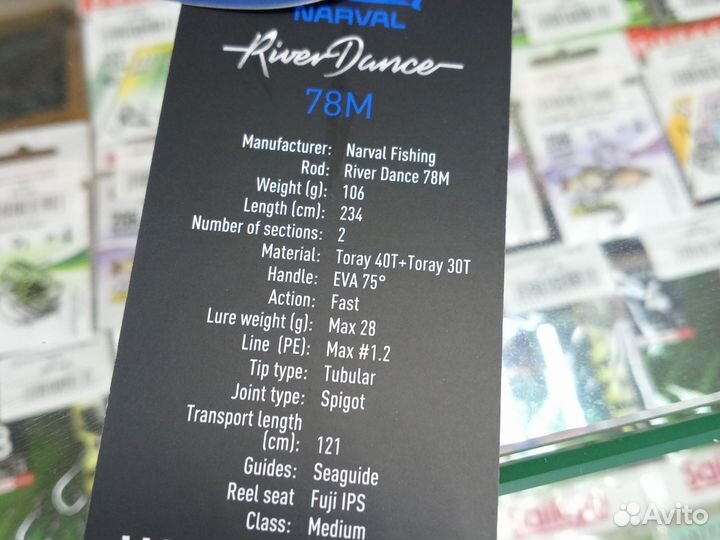 NARVAL
River Dance
78M
Manufacturer: Narval Fishing
Rod: River Dance 78M
Weight (g): 106
Length (cm): 234
Number of sections: 2
Material: Toray 40T+Toray 30T
Handle: EVA 75°
Action: Fast
Lure weight (g): Max 28
Line (PE): Max #1.2
Tip type: Tubular
Joint type: Spigot
Transport length
(cm): 121
Guides: Seaguide
Reel seat Fuji IPS
Class: Medium
Avito